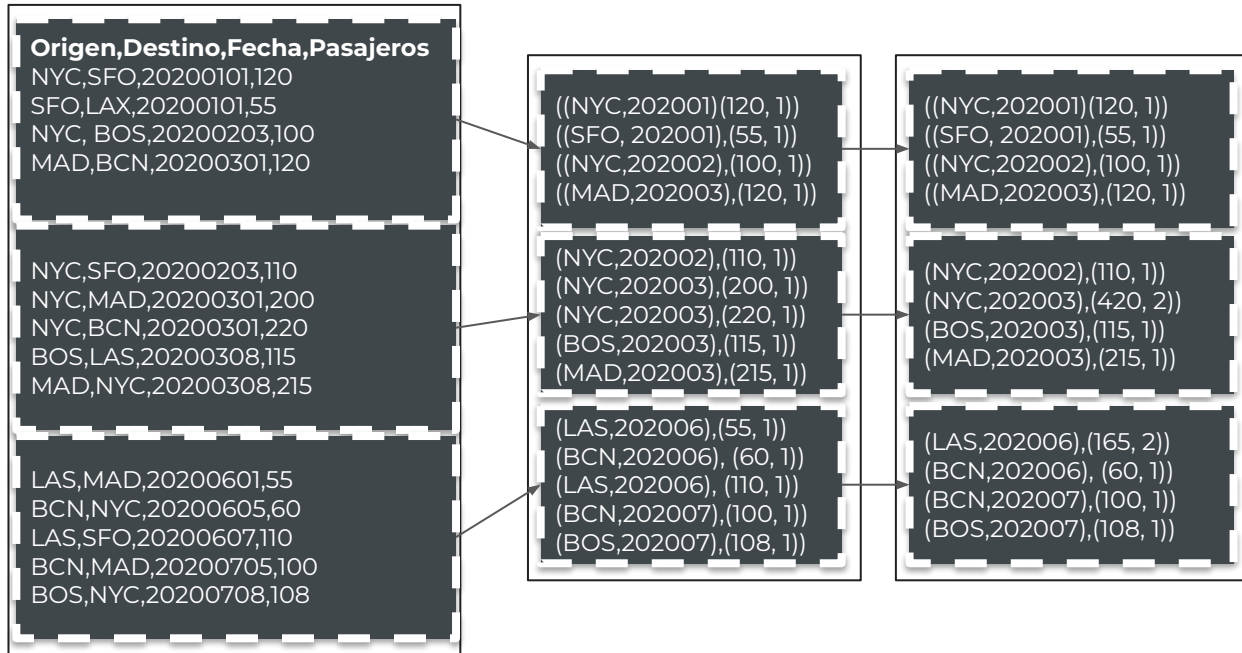 Origen,Destino,Fecha,Pasajeros
NYC,SFO,20200101,120
SFO,LAX,20200101,55
NYC, BOS,20200203,100
MAD,BCN,20200301,120
NYC,SFO,20200203,110
NYC,MAD,20200301,200
NYC,BCN,20200301,220
BOS,LAS,20200308,115
MAD,NYC,20200308,215
LAS,MAD,20200601,55
BCN,NYC,20200605,60
LAS,SFO,20200607,110
BCN,MAD,20200705,100
BOS,NYC,20200708,108
((NYC,202001)(120, 1))
((SFO, 202001),(55, 1))
((NYC,202002),(100, 1))
((MAD,202003),(120, 1))
(NYC,202002),(110, 1))
(NYC,202003),(200, 1))
(NYC,202003),(220, 1))
(BOS,202003),(115, 1))
(MAD,202003),(215, 1))
(LAS,202006),(55, 1))
(BCN,202006), (60, 1))
(LAS,202006), (110, 1))
(BCN,202007),(100, 1))
(BOS,202007),(108, 1))
((NYC,202001)(120, 1))
((SFO, 202001),(55, 1))
((NYC,202002),(100, 1))
((MAD,202003),(120, 1))
(NYC,202002),(110, 1))
(NYC,202003),(420, 2))
(BOS,202003),(115, 1))
(MAD,202003),(215, 1))
(LAS,202006),(165, 2))
(BCN,202006), (60, 1))
(BCN,202007),(100, 1))
(BOS,202007),(108, 1))